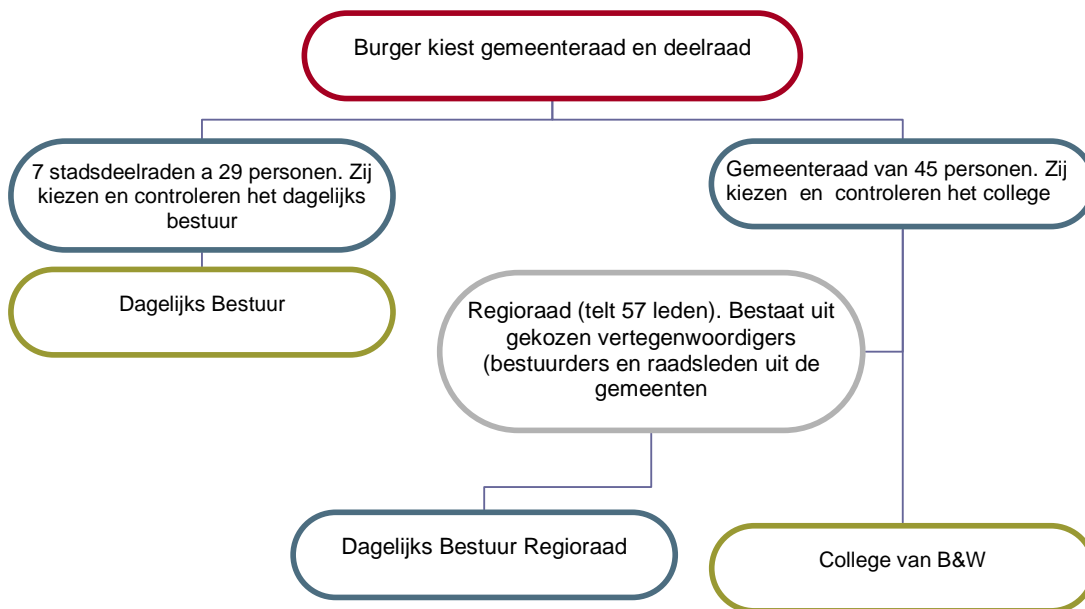 Burger kiest gemeenteraad en deelraad
7 stadsdeelraden a 29 personen. Zij
kiezen en controleren het dagelijks
bestuur
Gemeenteraad van 45 personen. Zij
kiezen en controleren het college
Dagelijks Bestuur
Regioraad (telt 57 leden). Bestaat uit
gekozen vertegenwoordigers
(bestuurders en raadsleden uit de
gemeenten
Dagelijks Bestuur Regioraad
College van B&W